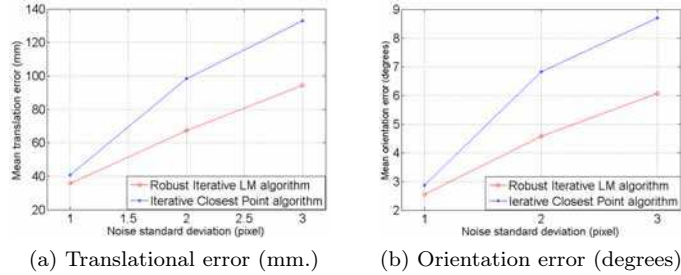 140
120
100
80
60
40
20
Mean translation error (mm)
Robust Iterative LM algorithm
Iterative Closest Point algorithm
1 1.5 2 2.5 3
Noise standard deviation (pixel)
(a) Translational error (mm.)
9
8
7
6
5
4
3
2
Mean orientation error (degrees)
Robust Iterative LM algorithm
Ierative Closest Point algorithm
1 2 3
Noise standard deviation (pixel)
(b) Orientation error (degrees)